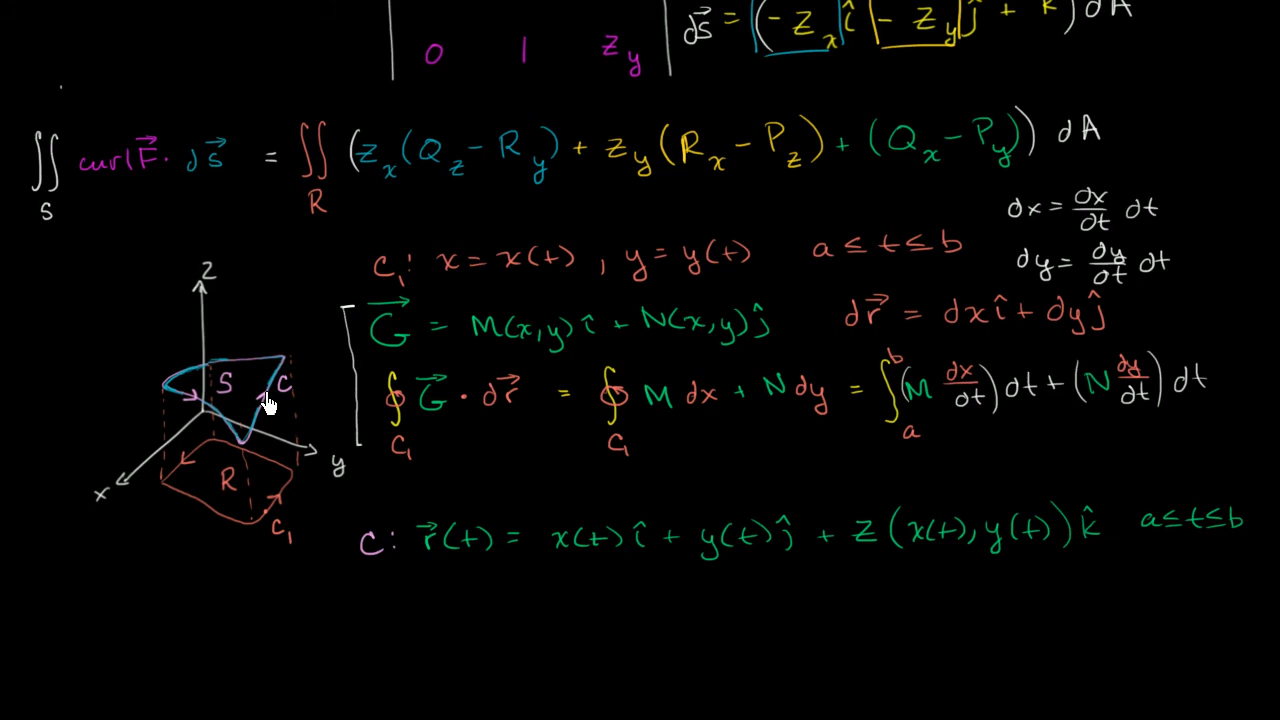 dS⃗ = (-z_x î - z_y ĵ + k̂) dA
0 1 z_y
∬_S curl F⃗ · dS⃗ = ∬_R (z_x(Q_z - R_y) + z_y(R_x - P_z) + (Q_x - P_y)) dA
dx = dx/dt dt
C₁: x = x(t), y = y(t) a ≤ t ≤ b
dy = dy/dt dt
G⃗ = M(x,y)î + N(x,y)ĵ dr⃗ = dx î + dy ĵ
∮_C₁ G⃗ · dr⃗ = ∮_C₁ M dx + N dy = ∫_a^b (M dx/dt) dt + (N dy/dt) dt
z
S C
y
x
R
C₁
C: r⃗(t) = x(t)î + y(t)ĵ + z(x(t), y(t))k̂ a ≤ t ≤ b